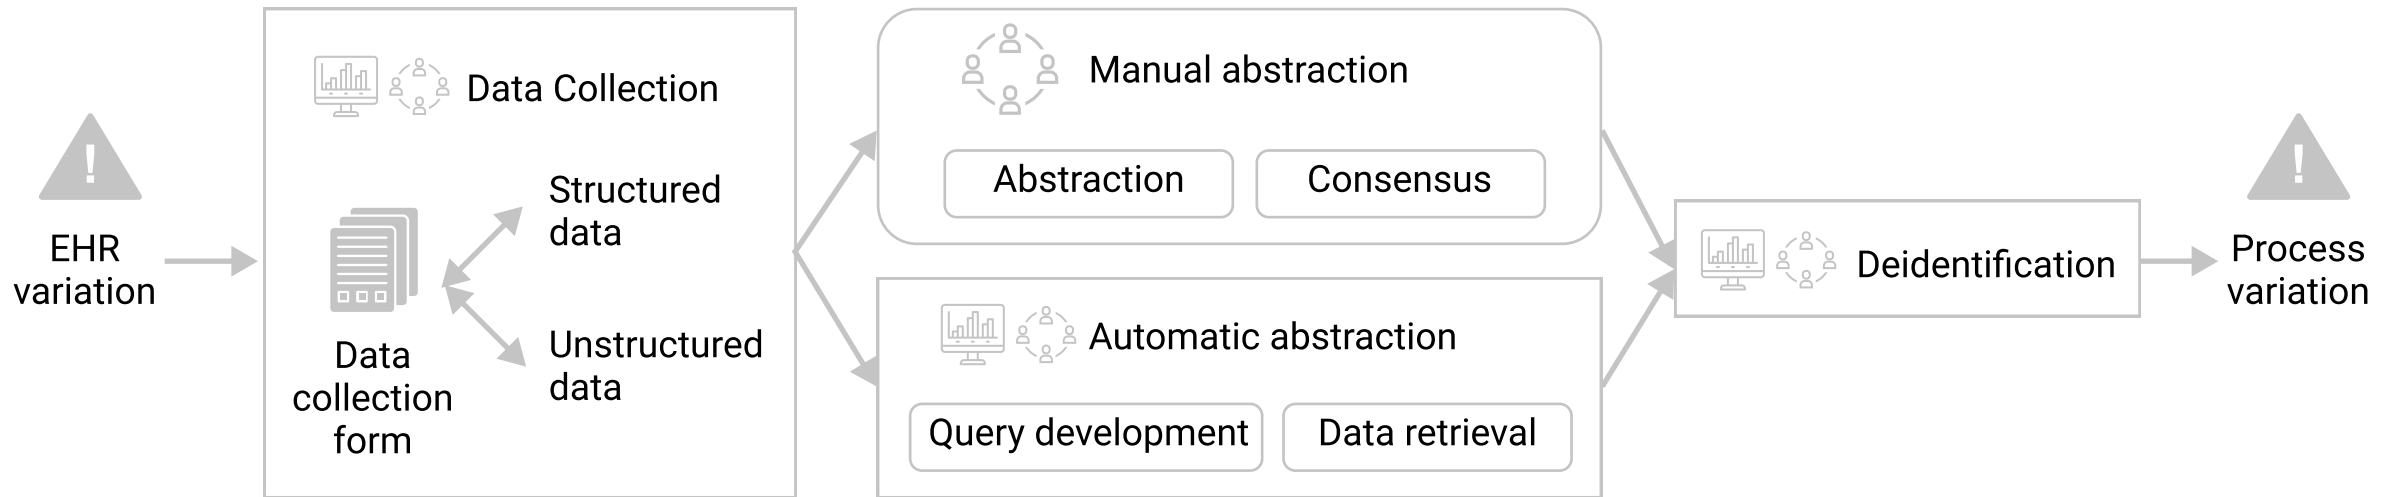 EHR
variation
Data Collection
Structured
data
Unstructured
data
Data
collection
form
Manual abstraction
Abstraction
Consensus
Automatic abstraction
Query development
Data retrieval
Deidentification
!
!
Process
variation